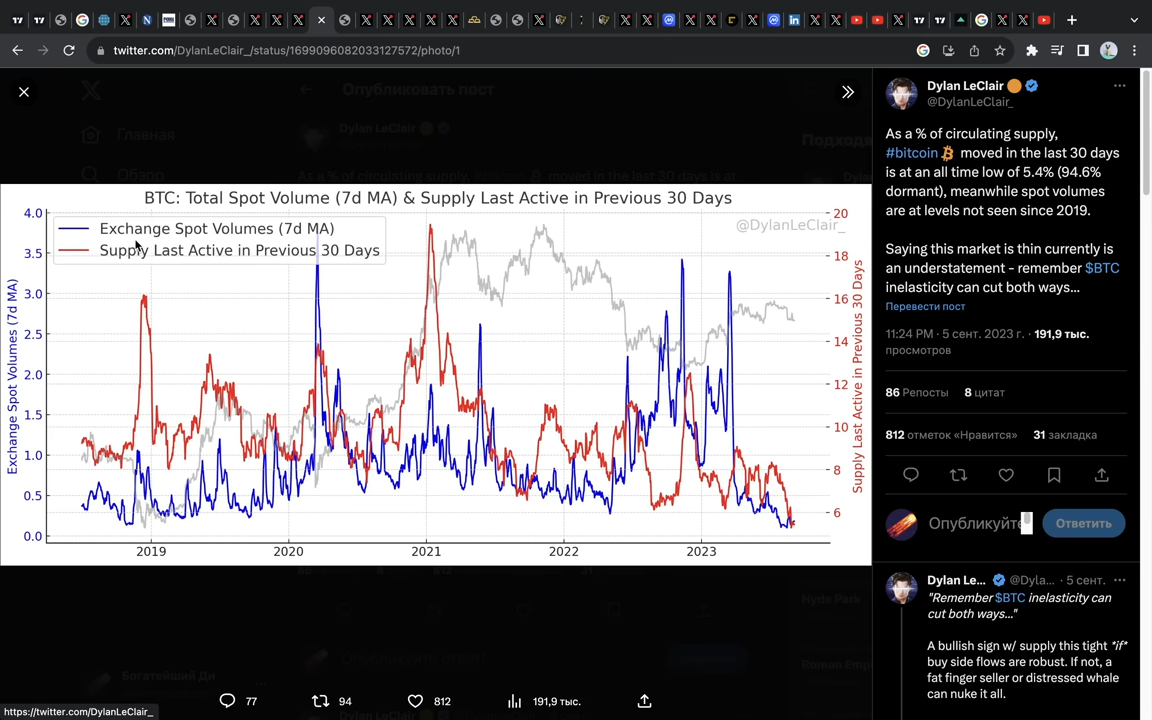 twitter.com/DylanLeClair_/status/1699096082033127572/photo/1
Опубликовать пост
Главная
Обзор
Dylan LeClair
@DylanLeClair_
As a % of circulating supply,
#bitcoin moved in the last 30 days
is at an all time low of 5.4% (94.6%
dormant), meanwhile spot volumes
are at levels not seen since 2019.
Saying this market is thin currently is
an understatement - remember $BTC
inelasticity can cut both ways...
Перевести пост
11:24 PM · 5 сент. 2023 г. · 191,9 тыс.
просмотров
86 Репосты 8 цитат
812 отметок «Нравится» 31 закладка
Опубликуйте
Ответить
Dylan Le... @Dyla... · 5 сент.
"Remember $BTC inelasticity can
cut both ways..."
A bullish sign w/ supply this tight *if*
buy side flows are robust. If not, a
fat finger seller or distressed whale
can nuke it all.
BTC: Total Spot Volume (7d MA) & Supply Last Active in Previous 30 Days
Exchange Spot Volumes (7d MA)
Supply Last Active in Previous 30 Days
@DylanLeClair_
Exchange Spot Volumes (7d MA)
4.0
3.5
3.0
2.5
2.0
1.5
1.0
0.5
0.0
20
18
16
14
12
10
8
6
Supply Last Active in Previous 30 Days
2019 2020 2021 2022 2023
Hyde Park
Богатейший Ди
77 94 812 191,9 тыс.
https://twitter.com/DylanLeClair_